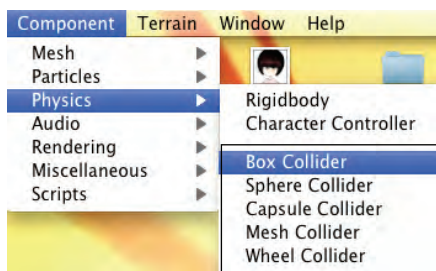 Component Terrain Window Help
Mesh
Particles
Physics
Audio
Rendering
Miscellaneous
Scripts
Rigidbody
Character Controller
Box Collider
Sphere Collider
Capsule Collider
Mesh Collider
Wheel Collider